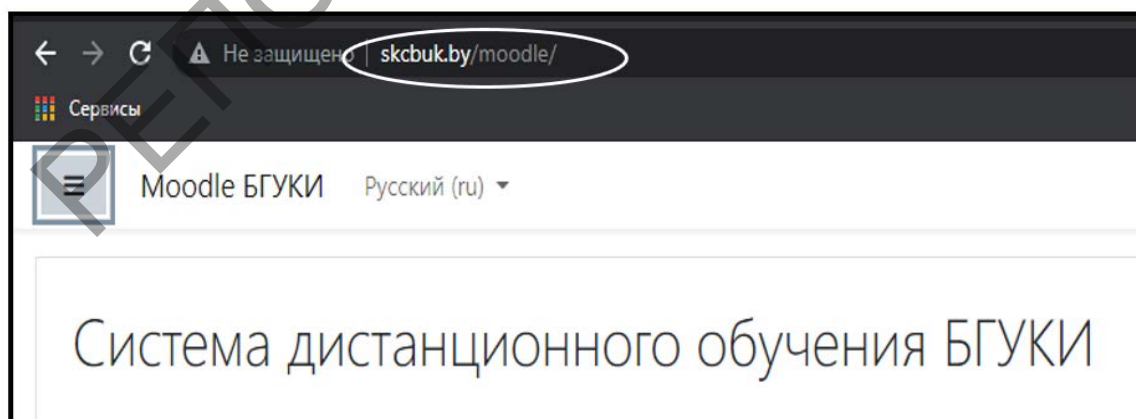 Не защищено | skcbuk.by/moodle/
Сервисы
Moodle БГУКИ Русский (ru)
Система дистанционного обучения БГУКИ